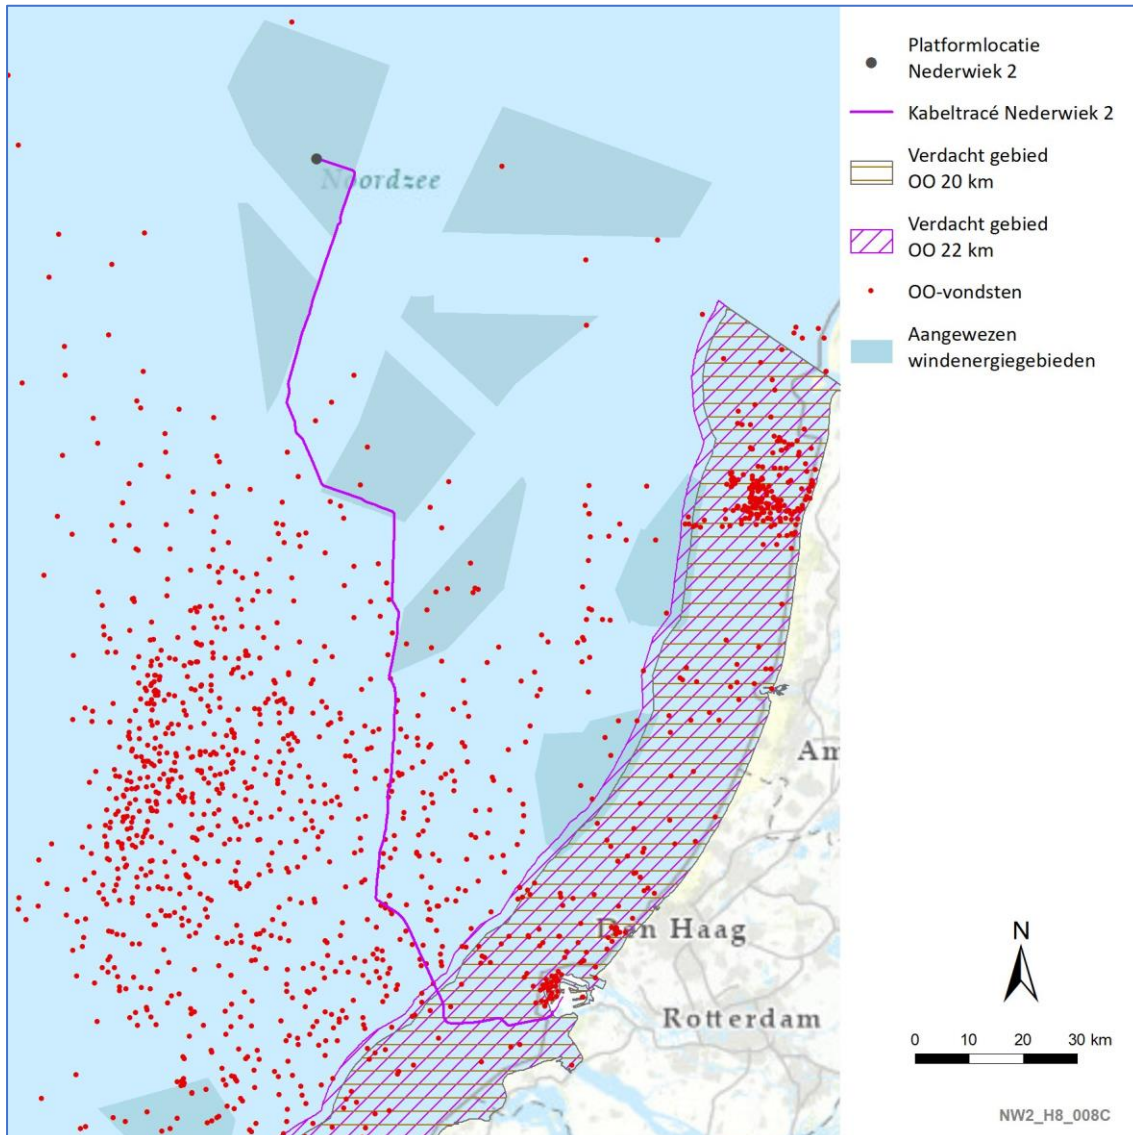 Platformlocatie
Nederwiek 2
Kabeltracé Nederwiek 2
Verdacht gebied
OO 20 km
Verdacht gebied
OO 22 km
OO-vondsten
Aangewezen
windenergiegebieden
Noordzee
Am
Den Haag
Rotterdam
N
0 10 20 30 km
NW2_H8_008C